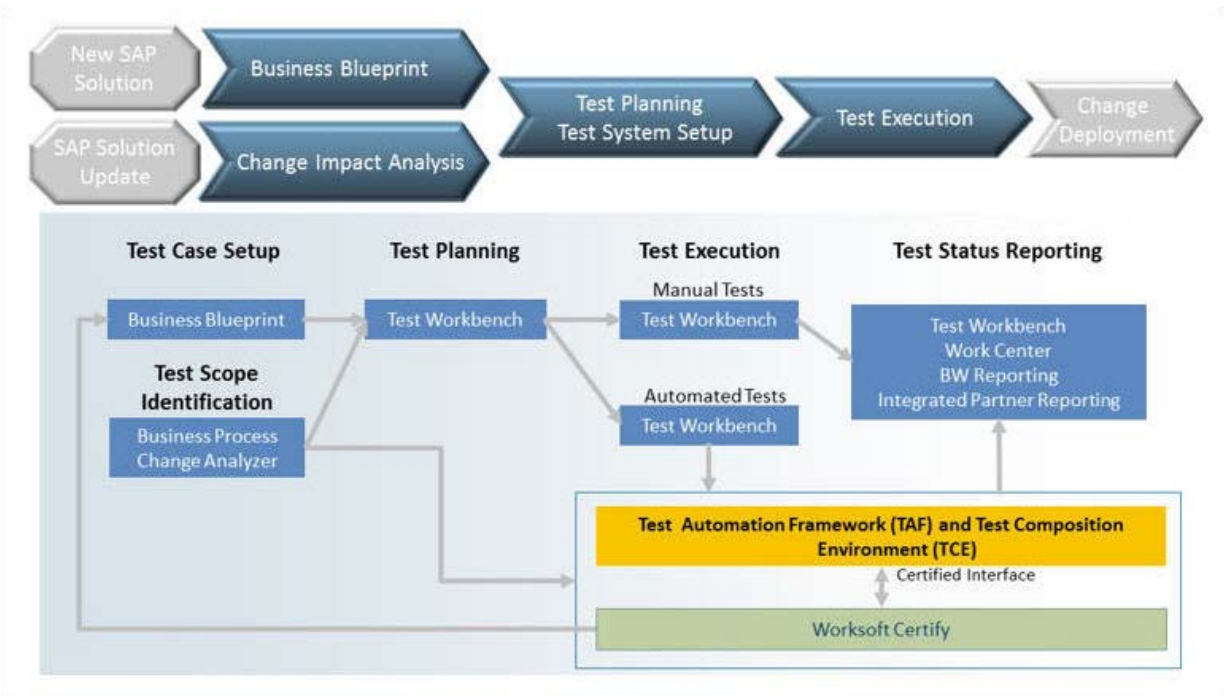 New SAP
Solution
Business Blueprint
SAP Solution
Update
Change Impact Analysis
Test Planning
Test System Setup
Test Execution
Change
Deployment
Test Case Setup
Test Planning
Test Execution
Test Status Reporting
Business Blueprint
Test Workbench
Manual Tests
Test Workbench
Test Workbench
Work Center
BW Reporting
Integrated Partner Reporting
Test Scope
Identification
Business Process
Change Analyzer
Automated Tests
Test Workbench
Test Automation Framework (TAF) and Test Composition
Environment (TCE)
Certified Interface
Worksoft Certify